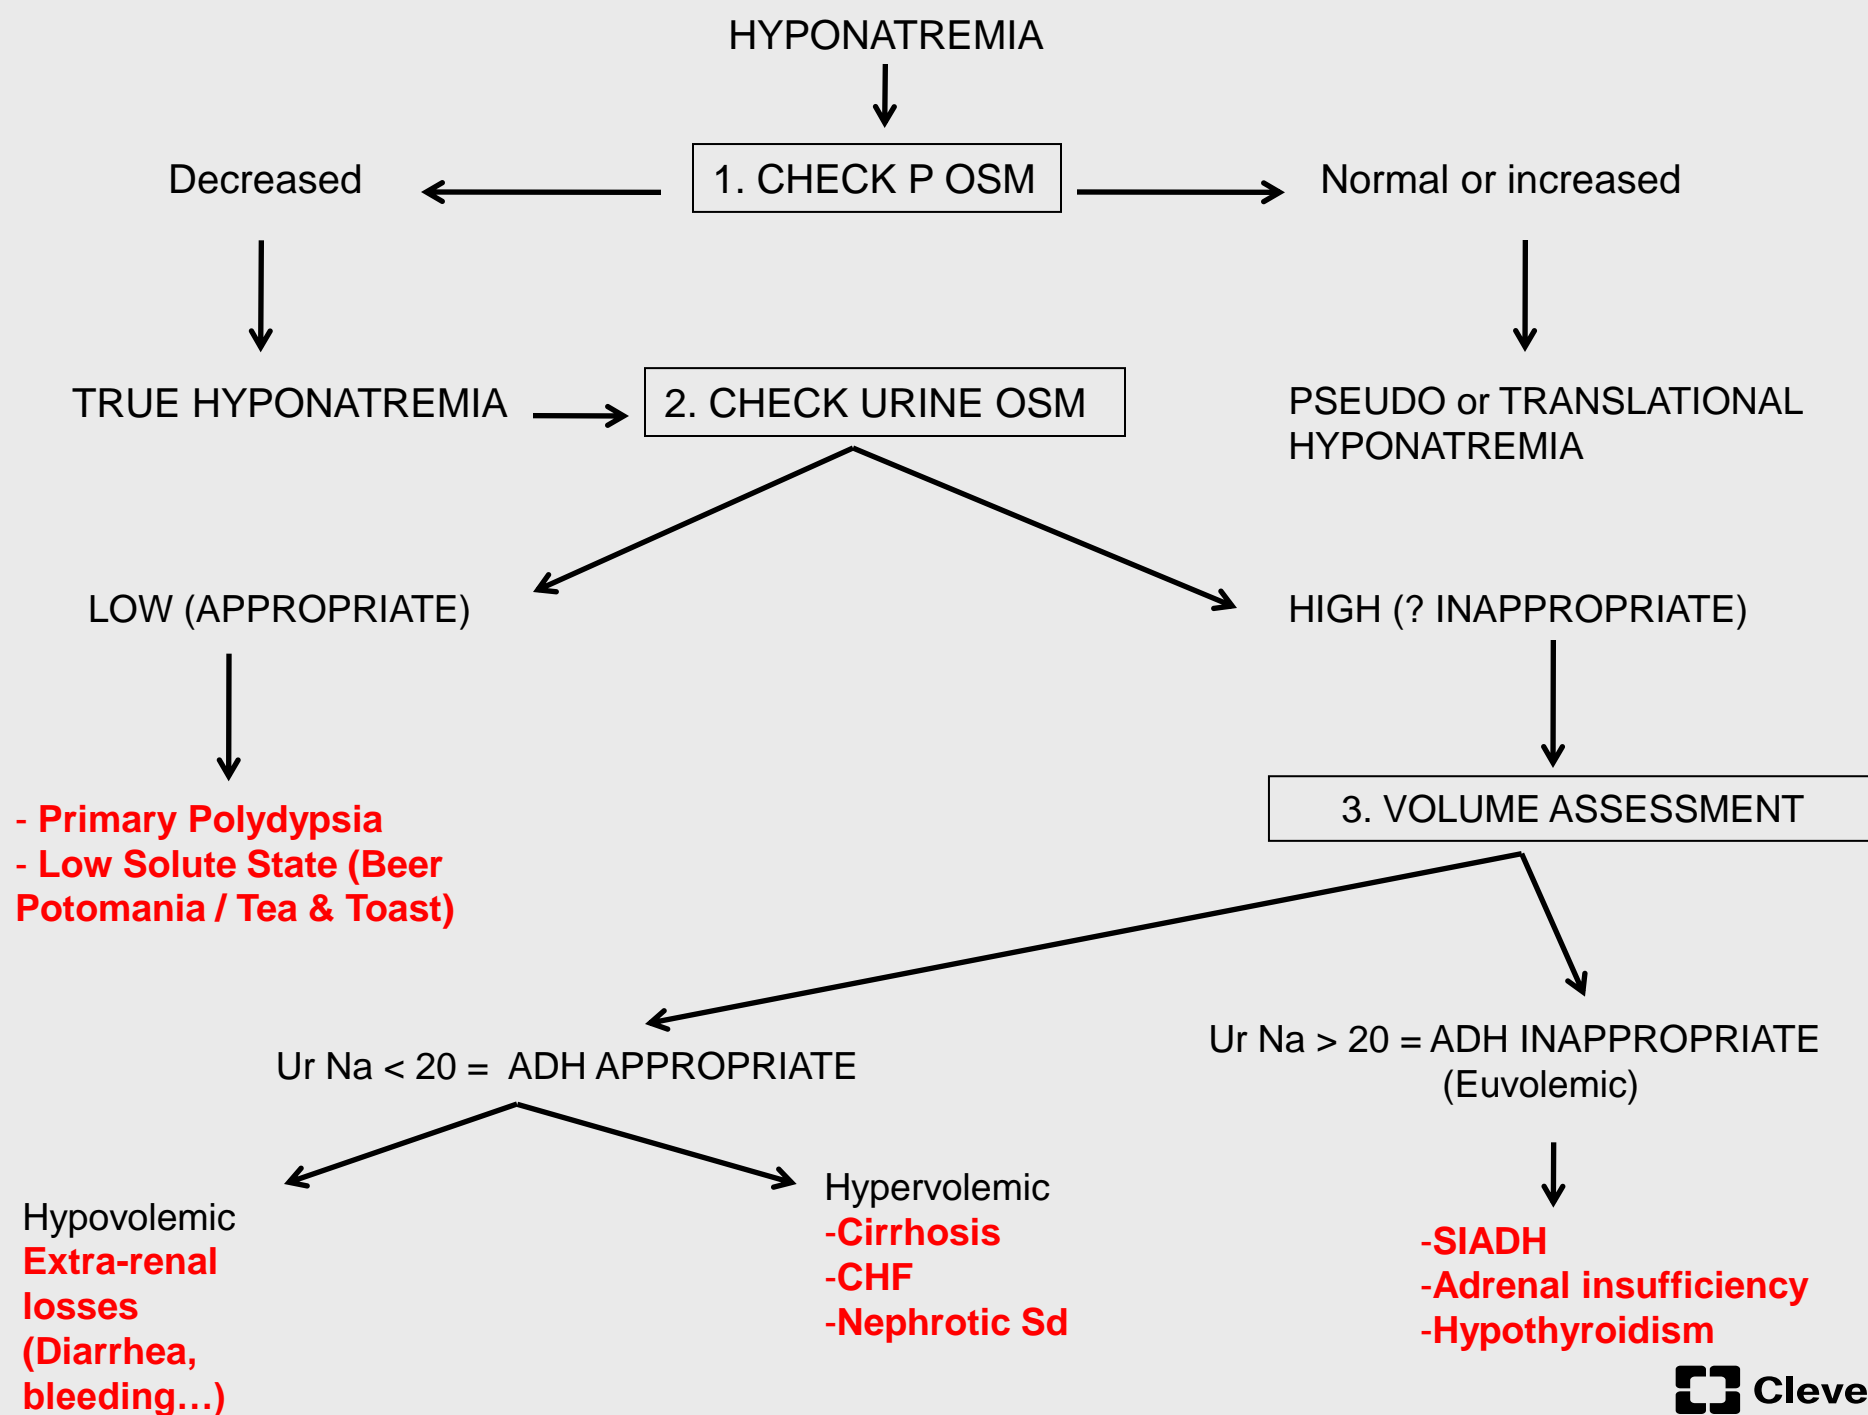 HYPONATREMIA
Decreased
1. CHECK P OSM
Normal or increased
TRUE HYPONATREMIA
2. CHECK URINE OSM
PSEUDO or TRANSLATIONAL
HYPONATREMIA
LOW (APPROPRIATE)
HIGH (? INAPPROPRIATE)
- Primary Polydypsia
- Low Solute State (Beer
Potomania / Tea & Toast)
3. VOLUME ASSESSMENT
Ur Na < 20 = ADH APPROPRIATE
Ur Na > 20 = ADH INAPPROPRIATE
(Euvolemic)
Hypovolemic
Extra-renal
losses
(Diarrhea,
bleeding...)
Hypervolemic
-Cirrhosis
-CHF
-Nephrotic Sd
-SIADH
-Adrenal insufficiency
-Hypothyroidism
Cleve